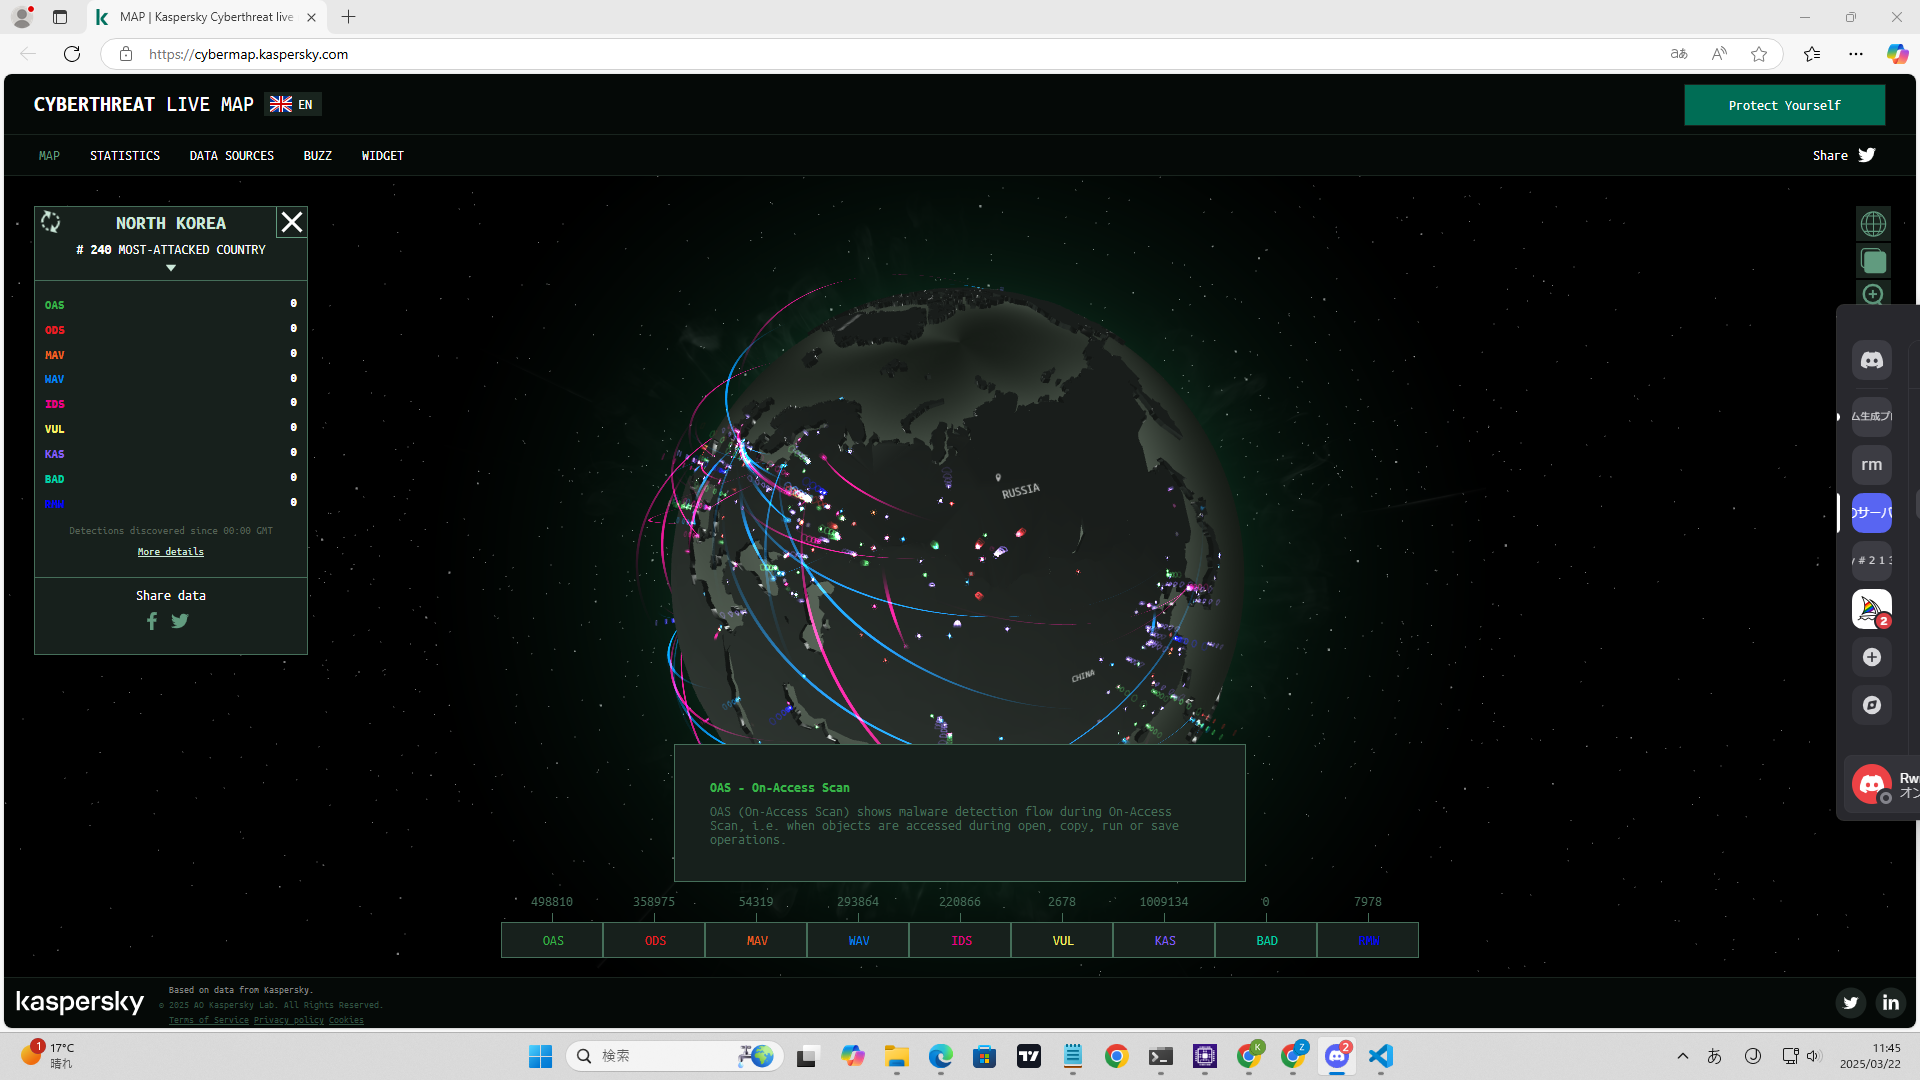 MAP | Kaspersky Cyberthreat live
https://cybermap.kaspersky.com
CYBERTHREAT LIVE MAP EN
Protect Yourself
MAP STATISTICS DATA SOURCES BUZZ WIDGET
Share
NORTH KOREA
# 240 MOST-ATTACKED COUNTRY
OAS 0
ODS 0
MAV 0
WAV 0
IDS 0
VUL 0
KAS 0
BAD 0
RMW 0
Detections discovered since 00:00 GMT
More details
Share data
RUSSIA
CHINA
ム生成プ
rm
のサーバ
y # 2 1 3
2
Rw
オン
OAS - On-Access Scan
OAS (On-Access Scan) shows malware detection flow during On-Access
Scan, i.e. when objects are accessed during open, copy, run or save
operations.
498810 358975 54319 293864 220866 2678 1009134 0 7978
OAS ODS MAV WAV IDS VUL KAS BAD RMW
kaspersky
Based on data from Kaspersky.
© 2025 AO Kaspersky Lab. All Rights Reserved.
Terms of Service Privacy policy Cookies
1
17°C
晴れ
検索
K
Z
2
あ
11:45
2025/03/22